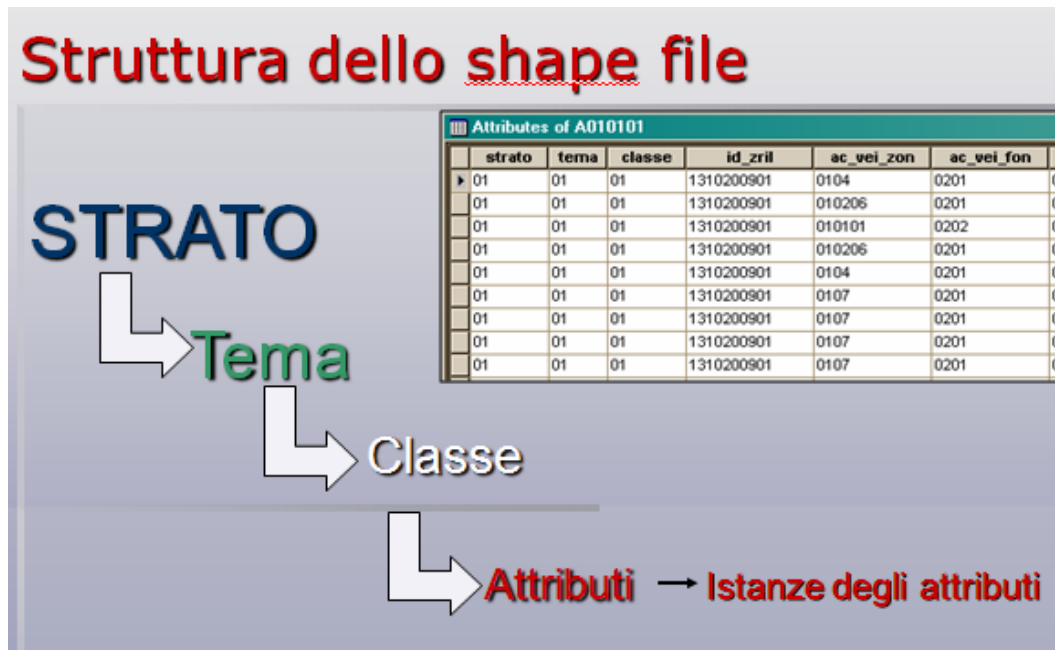 Struttura dello shape file
Attributes of A010101
strato tema classe id_zril ac_vei_zon ac_vei_fon
01 01 01 1310200901 0104 0201
01 01 01 1310200901 010206 0201
01 01 01 1310200901 010101 0202
01 01 01 1310200901 010206 0201
01 01 01 1310200901 0104 0201
01 01 01 1310200901 0107 0201
01 01 01 1310200901 0107 0201
01 01 01 1310200901 0107 0201
01 01 01 1310200901 0107 0201
STRATO
Tema
Classe
Attributi → Istanze degli attributi